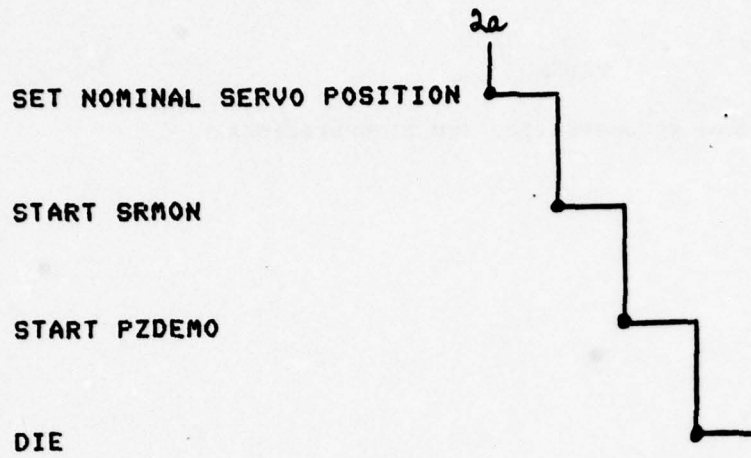 2a
SET NOMINAL SERVO POSITION
START SRMON
START PZDEMO
DIE